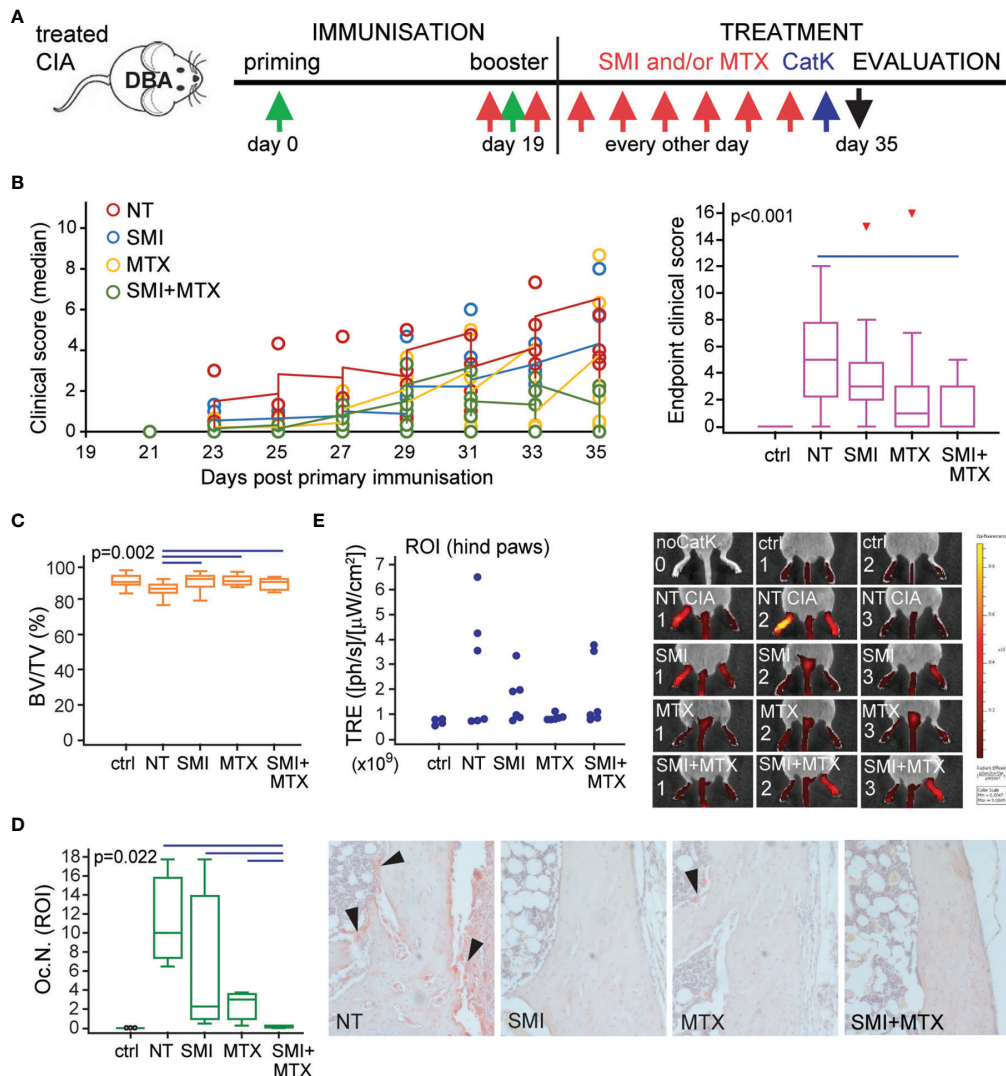 A
treated
CIA
DBA
IMMUNISATION
TREATMENT
priming
booster
SMI and/or MTX
CatK
EVALUATION
day 0
day 19
every other day
day 35
B
Clinical score (median)
10
8
6
4
2
0
NT
SMI
MTX
SMI+MTX
19 21 23 25 27 29 31 33 35
Days post primary immunisation
Endpoint clinical score
p<.001
16
14
12
10
8
6
4
2
0
ctrl NT SMI MTX SMI+
MTX
C
BV/TV (%)
p=0.002
100
80
60
40
20
0
ctrl NT SMI MTX SMI+
MTX
E
ROI (hind paws)
TRE ([ph/s]/[µW/cm²])
(x10⁹)
7
6
5
4
3
2
1
0
ctrl NT SMI MTX SMI+
MTX
noCatK
0
ctrl
1
ctrl
2
NT CIA
1
NT CIA
2
NT CIA
3
SMI
1
SMI
2
SMI
3
MTX
1
MTX
2
MTX
3
SMI+MTX
1
SMI+MTX
2
SMI+MTX
3
D
Oc.N. (ROI)
p=0.022
18
16
14
12
10
8
6
4
2
0
ctrl NT SMI MTX SMI+
MTX
NT
SMI
MTX
SMI+MTX